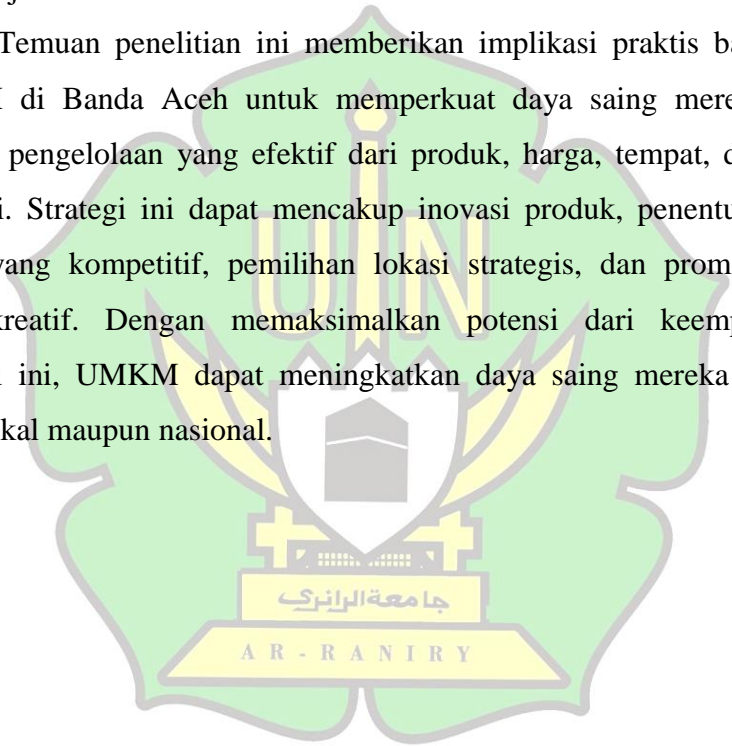 Temuan penelitian ini memberikan implikasi praktis ba
di Banda Aceh untuk memperkuat daya saing mere
pengelolaan yang efektif dari produk, harga, tempat, d
i. Strategi ini dapat mencakup inovasi produk, penentu
yang kompetitif, pemilihan lokasi strategis, dan prom
kreatif. Dengan memaksimalkan potensi dari keemp
i ini, UMKM dapat meningkatkan daya saing mereka
kal maupun nasional.
UIN
جامعة الرانري
AR-RANIRY